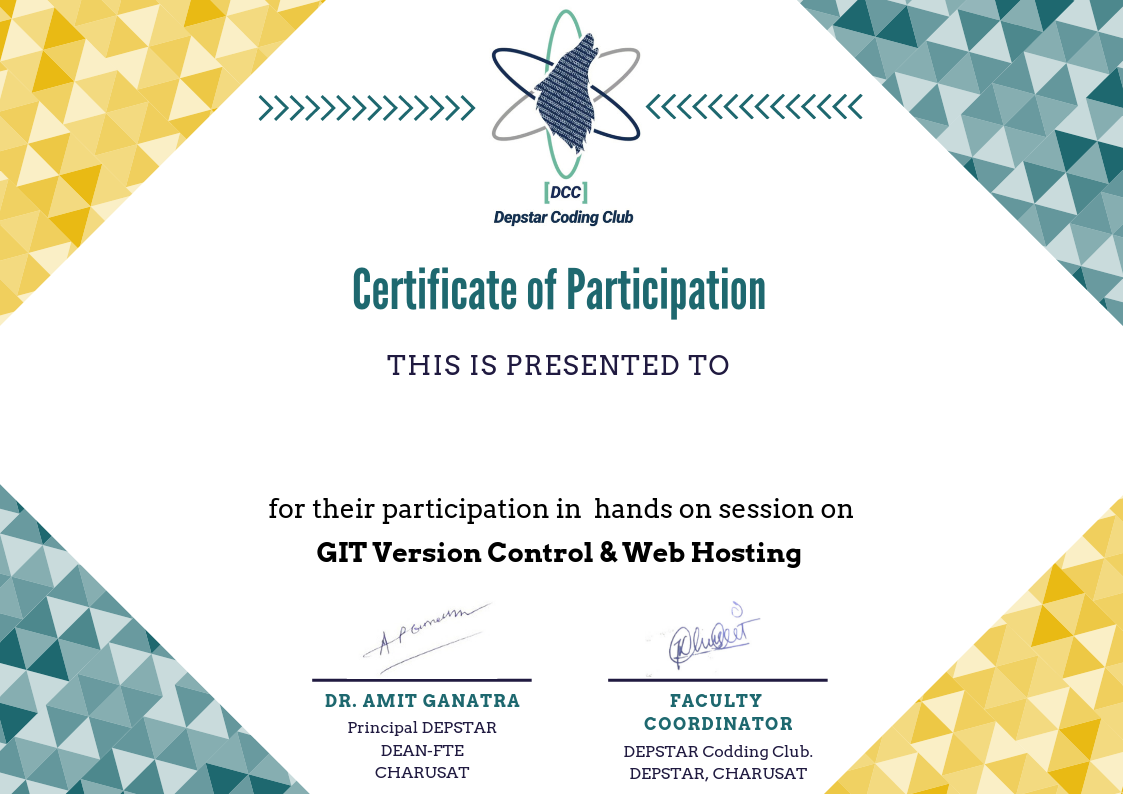 [DCC]
Depstar Coding Club
Certificate of Participation
THIS IS PRESENTED TO
for their participation in  hands on session on
GIT Version Control & Web Hosting
DR. AMIT GANATRA
Principal DEPSTAR
DEAN-FTE
CHARUSAT
FACULTY
COORDINATOR
DEPSTAR Codding Club.
DEPSTAR, CHARUSAT